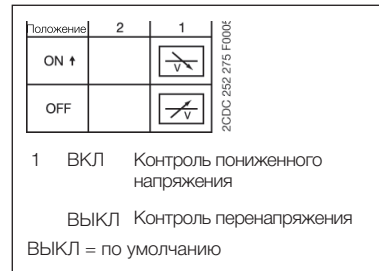 Положение 2 1
ON ↑ V
OFF V
2CDC 252 275 F0005
1 ВКЛ Контроль пониженного
напряжения
ВЫКЛ Контроль перенапряжения
ВЫКЛ = по умолчанию